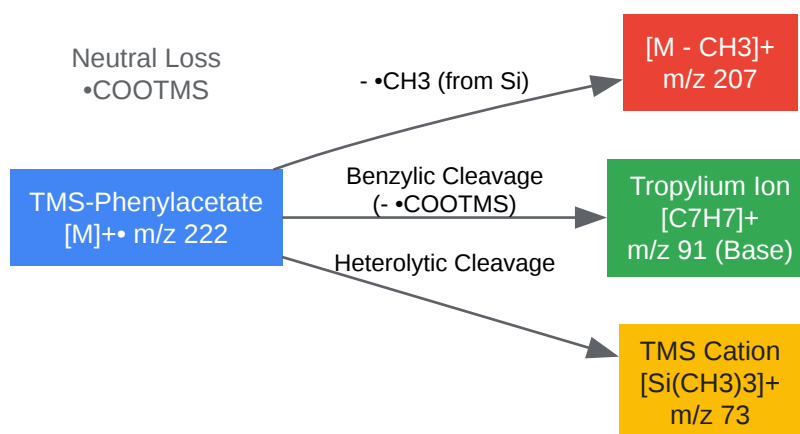 Neutral Loss
•COOTMS
- •CH3 (from Si)
[M - CH3]+
m/z 207
TMS-Phenylacetate
[M]+• m/z 222
Benzylic Cleavage
(- •COOTMS)
Tropylium Ion
[C7H7]+
m/z 91 (Base)
Heterolytic Cleavage
TMS Cation
[Si(CH3)3]+
m/z 73